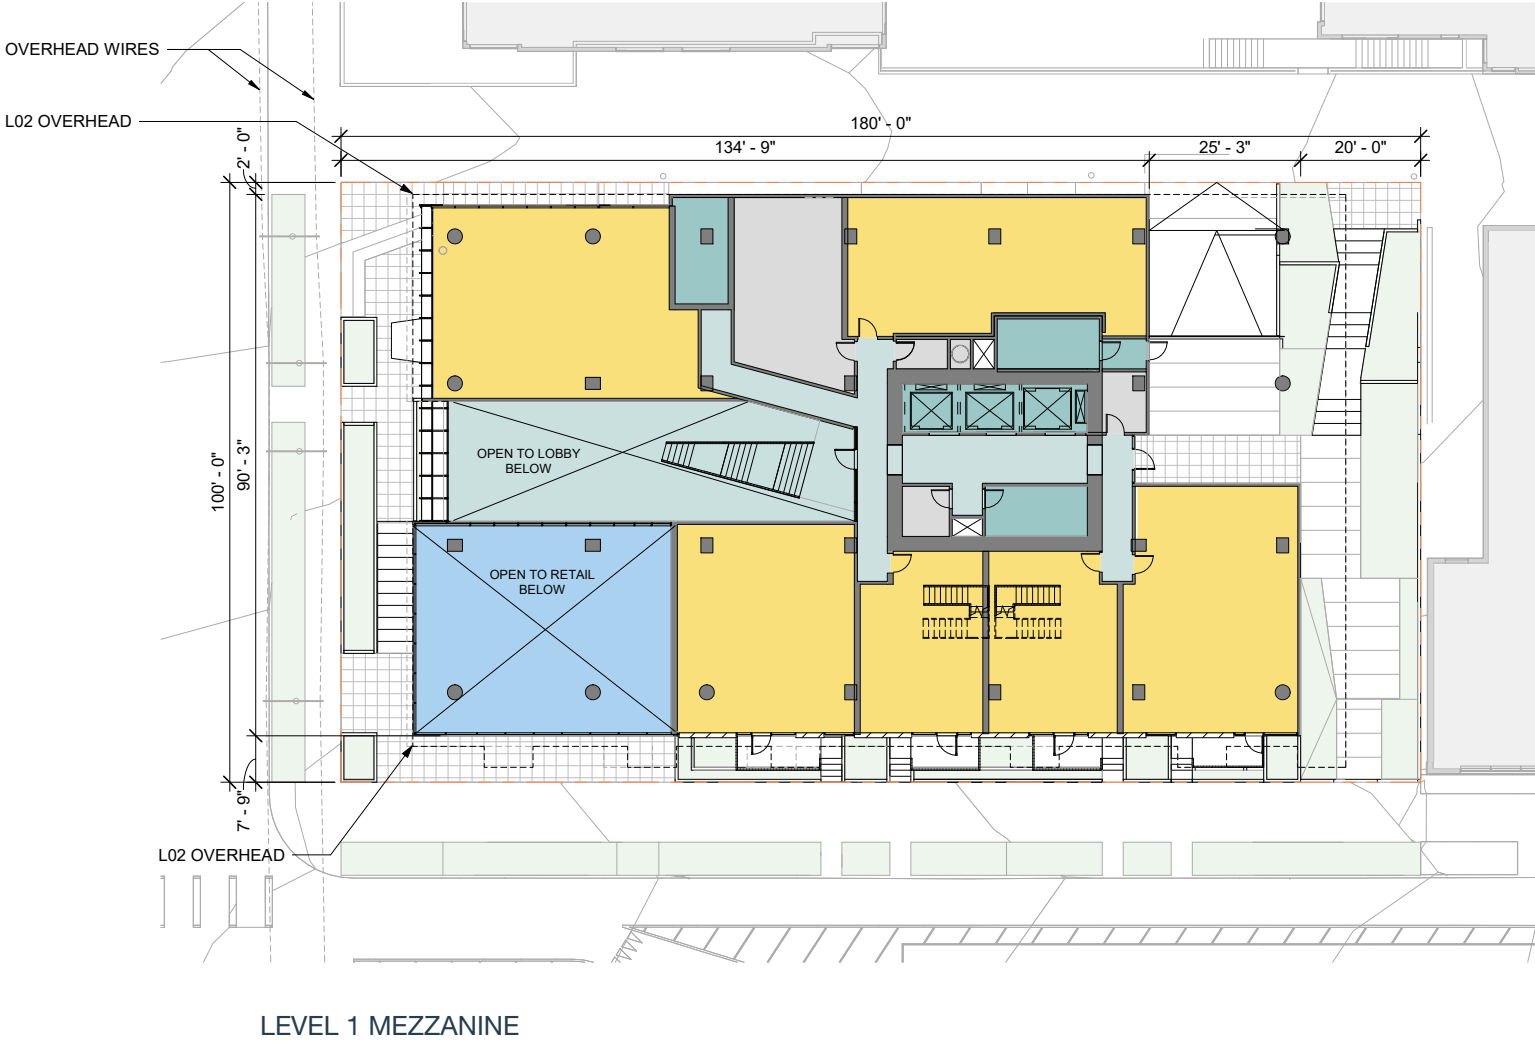 OVERHEAD WIRES
L02 OVERHEAD
180' - 0"
134' - 9"
25' - 3"
20' - 0"
2' - 0"
100' - 0"
90' - 3"
OPEN TO LOBBY
BELOW
OPEN TO RETAIL
BELOW
7' - 9"
L02 OVERHEAD
LEVEL 1 MEZZANINE